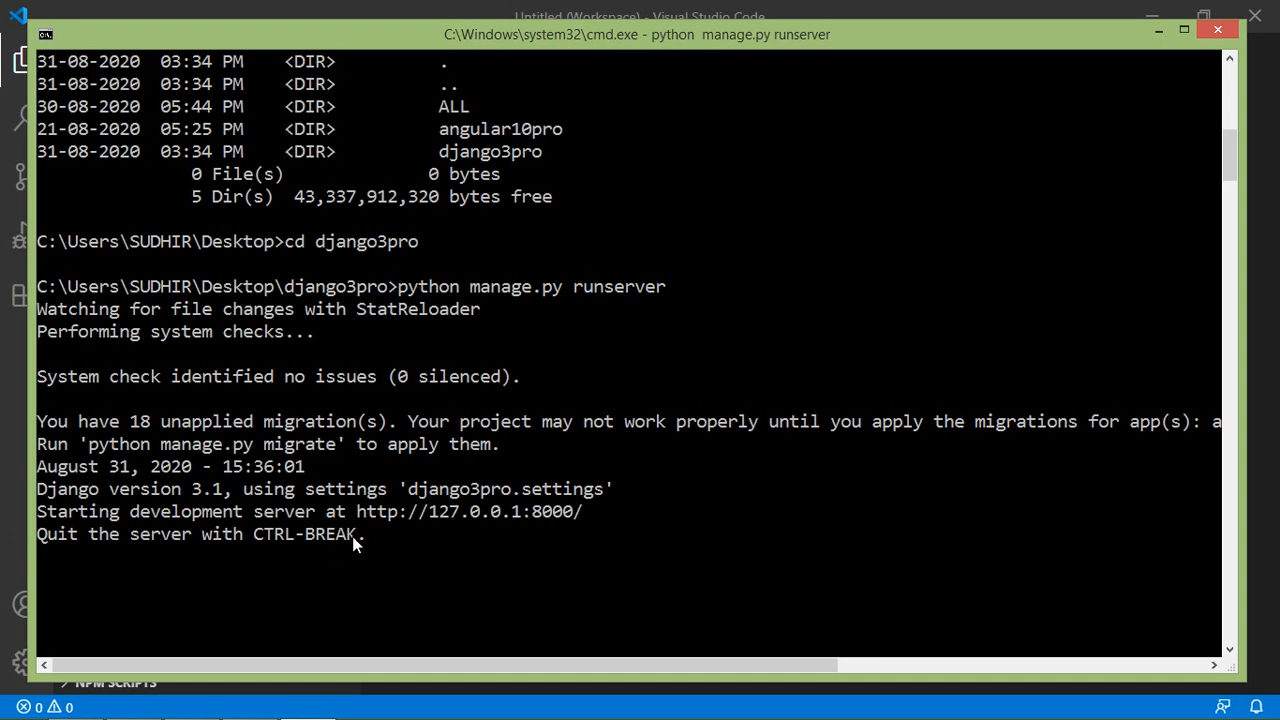 Untitled (Workspace) - Visual Studio Code
C:\Windows\system32\cmd.exe - python  manage.py runserver
31-08-2020  03:34 PM    <DIR>          .
31-08-2020  03:34 PM    <DIR>          ..
30-08-2020  05:44 PM    <DIR>          ALL
21-08-2020  05:25 PM    <DIR>          angular10pro
31-08-2020  03:34 PM    <DIR>          django3pro
0 File(s)              0 bytes
5 Dir(s)  43,337,912,320 bytes free
C:\Users\SUDHIR\Desktop>cd django3pro
C:\Users\SUDHIR\Desktop\django3pro>python manage.py runserver
Watching for file changes with StatReloader
Performing system checks...
System check identified no issues (0 silenced).
You have 18 unapplied migration(s). Your project may not work properly until you apply the migrations for app(s): a
Run 'python manage.py migrate' to apply them.
August 31, 2020 - 15:36:01
Django version 3.1, using settings 'django3pro.settings'
Starting development server at http://127.0.0.1:8000/
Quit the server with CTRL-BREAK.
NPM SCRIPTS
0 0